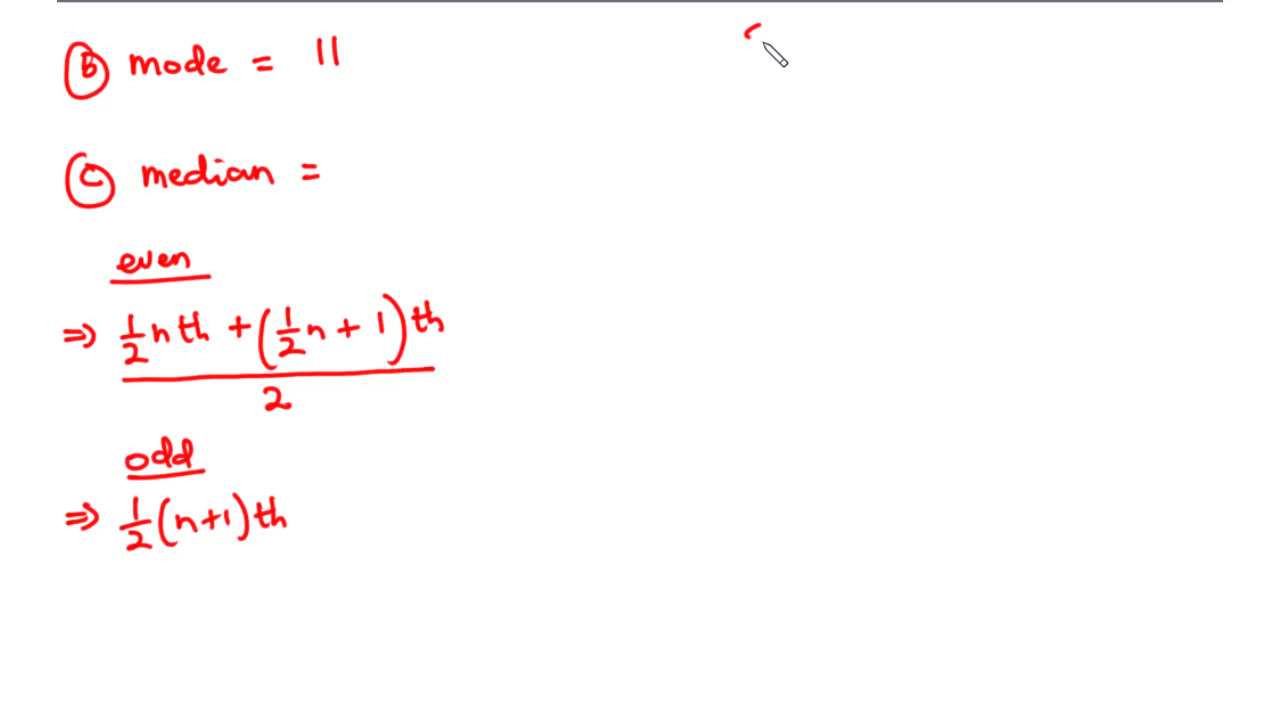 Ⓑ mode = 11
Ⓒ median =
even
⇒ (½ n th + (½ n + 1) th) / 2
odd
⇒ ½ (n+1) th